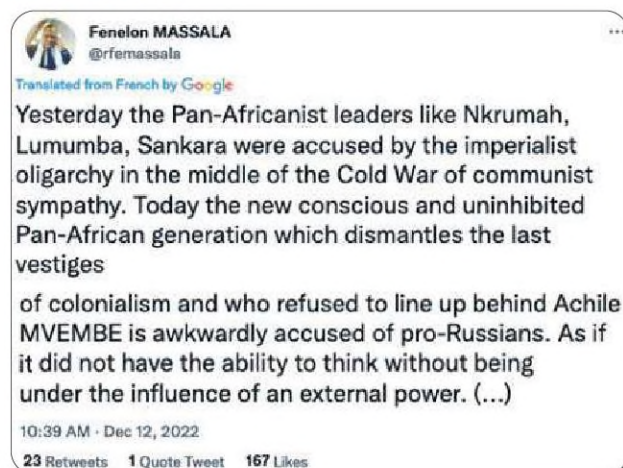 Fenelon MASSALA
@rfemassala
Translated from French by Google
Yesterday the Pan-Africanist leaders like Nkrumah,
Lumumba, Sankara were accused by the imperialist
oligarchy in the middle of the Cold War of communist
sympathy. Today the new conscious and uninhibited
Pan-African generation which dismantles the last
vestiges
of colonialism and who refused to line up behind Achile
MVEMBE is awkwardly accused of pro-Russians. As if
it did not have the ability to think without being
under the influence of an external power. (...)
10:39 AM · Dec 12, 2022
23 Retweets 1 Quote Tweet 167 Likes